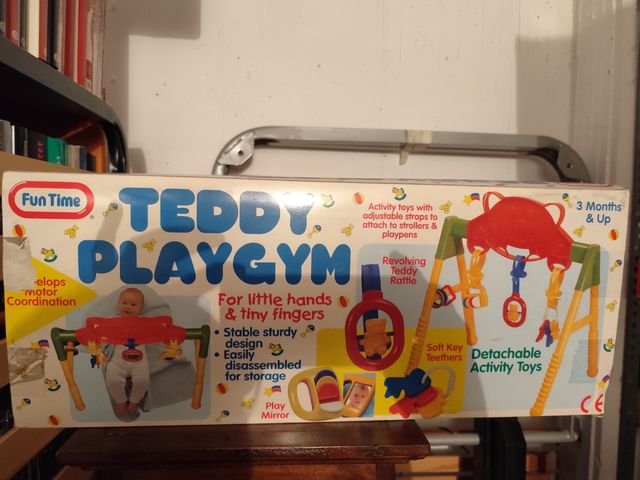 Fun Time
TEDDY
PLAYGYM
Activity toys with
adjustable straps to
attach to strollers &
playpens
3 Months
& Up
Motor
Coordination
For little hands
& tiny fingers
• Stable sturdy
design
• Easily
disassembled
for storage
Revolving
Teddy
Rattle
Play
Mirror
Soft Key
Teethers
Detachable
Activity Toys
CE